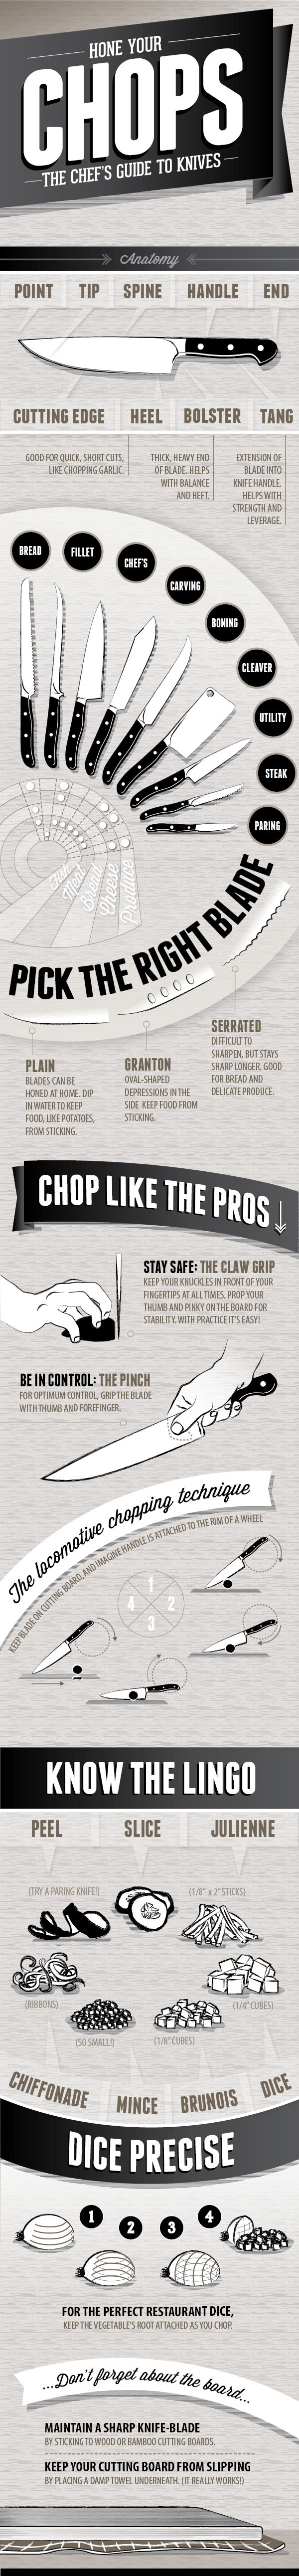 HONE YOUR
CHOPS
THE CHEF'S GUIDE TO KNIVES
Anatomy
POINT TIP SPINE HANDLE END
CUTTING EDGE HEEL BOLSTER TANG
GOOD FOR QUICK, SHORT CUTS,
LIKE CHOPPING GARLIC.
THICK, HEAVY END
OF BLADE. HELPS
WITH BALANCE
AND HEFT.
EXTENSION OF
BLADE INTO
KNIFE HANDLE.
HELPS WITH
STRENGTH AND
LEVERAGE.
BREAD
FILLET
CHEF'S
CARVING
BONING
CLEAVER
UTILITY
STEAK
PARING
Fish
Meat
Bread
Cheese
Produce
PICK THE RIGHT BLADE
PLAIN
BLADES CAN BE
HONED AT HOME. DIP
IN WATER TO KEEP
FOOD, LIKE POTATOES,
FROM STICKING.
GRANTON
OVAL-SHAPED
DEPRESSIONS IN THE
SIDE KEEP FOOD FROM
STICKING.
SERRATED
DIFFICULT TO
SHARPEN, BUT STAYS
SHARP LONGER. GOOD
FOR BREAD AND
DELICATE PRODUCE.
CHOP LIKE THE PROS
STAY SAFE: THE CLAW GRIP
KEEP YOUR KNUCKLES IN FRONT OF YOUR
FINGERTIPS AT ALL TIMES. PROP YOUR
THUMB AND PINKY ON THE BOARD FOR
STABILITY. WITH PRACTICE IT'S EASY!
BE IN CONTROL: THE PINCH
FOR OPTIMUM CONTROL, GRIP THE BLADE
WITH THUMB AND FOREFINGER.
The locomotive chopping technique
KEEP BLADE ON CUTTING BOARD, AND IMAGINE HANDLE IS ATTACHED TO THE RIM OF A WHEEL
1
4 2
3
KNOW THE LINGO
PEEL SLICE JULIENNE
(TRY A PARING KNIFE!)
(1/8" x 2" STICKS)
(RIBBONS)
(SO SMALL!)
(1/8" CUBES)
(1/4" CUBES)
CHIFFONADE MINCE BRUNOIS DICE
DICE PRECISE
1
2
3
4
FOR THE PERFECT RESTAURANT DICE,
KEEP THE VEGETABLE'S ROOT ATTACHED AS YOU CHOP.
...Don't forget about the board...
MAINTAIN A SHARP KNIFE-BLADE
BY STICKING TO WOOD OR BAMBOO CUTTING BOARDS.
KEEP YOUR CUTTING BOARD FROM SLIPPING
BY PLACING A DAMP TOWEL UNDERNEATH. (IT REALLY WORKS!)